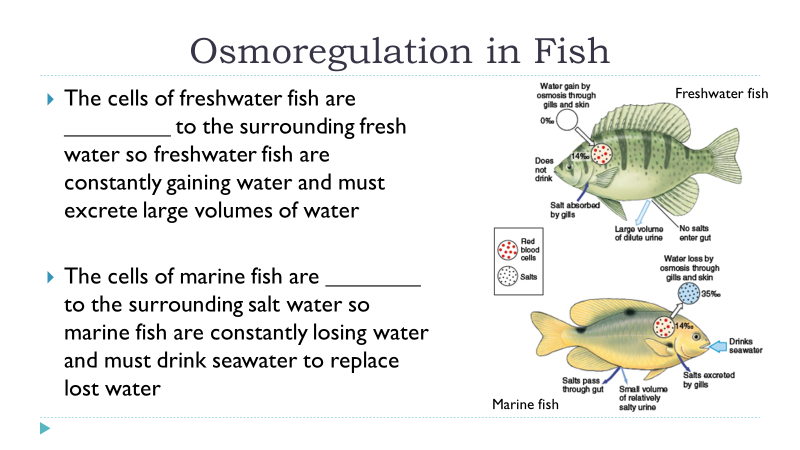 Osmoregulation in Fish
The cells of freshwater fish are
_________ to the surrounding fresh
water so freshwater fish are
constantly gaining water and must
excrete large volumes of water
The cells of marine fish are ________
to the surrounding salt water so
marine fish are constantly losing water
and must drink seawater to replace
lost water
Freshwater fish
Water gain by
osmosis through
gills and skin
0‰
14‰
Does
not
drink
Salt absorbed
by gills
Large volume
of dilute urine
No salts
enter gut
Red
blood
cells
Salts
Water loss by
osmosis through
gills and skin
35‰
14‰
Drinks
seawater
Salts pass
through gut
Small volume
of relatively
salty urine
Salts excreted
by gills
Marine fish